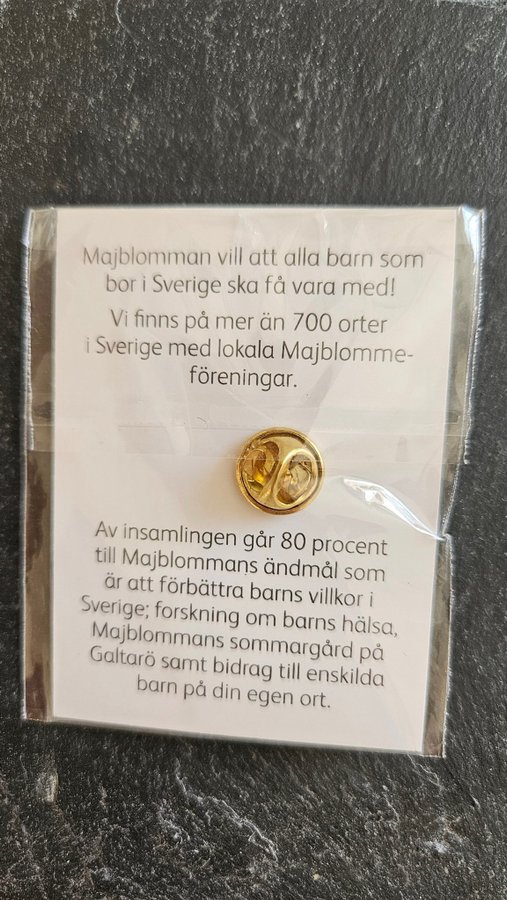 Majblomman vill att alla barn som
bor i Sverige ska få vara med!
Vi finns på mer än 700 orter
i Sverige med lokala Majblomme-
föreningar.
Av insamlingen går 80 procent
till Majblommans ändmål som
är att förbättra barns villkor i
Sverige; forskning om barns hälsa,
Majblommans sommargård på
Galtarö samt bidrag till enskilda
barn på din egen ort.